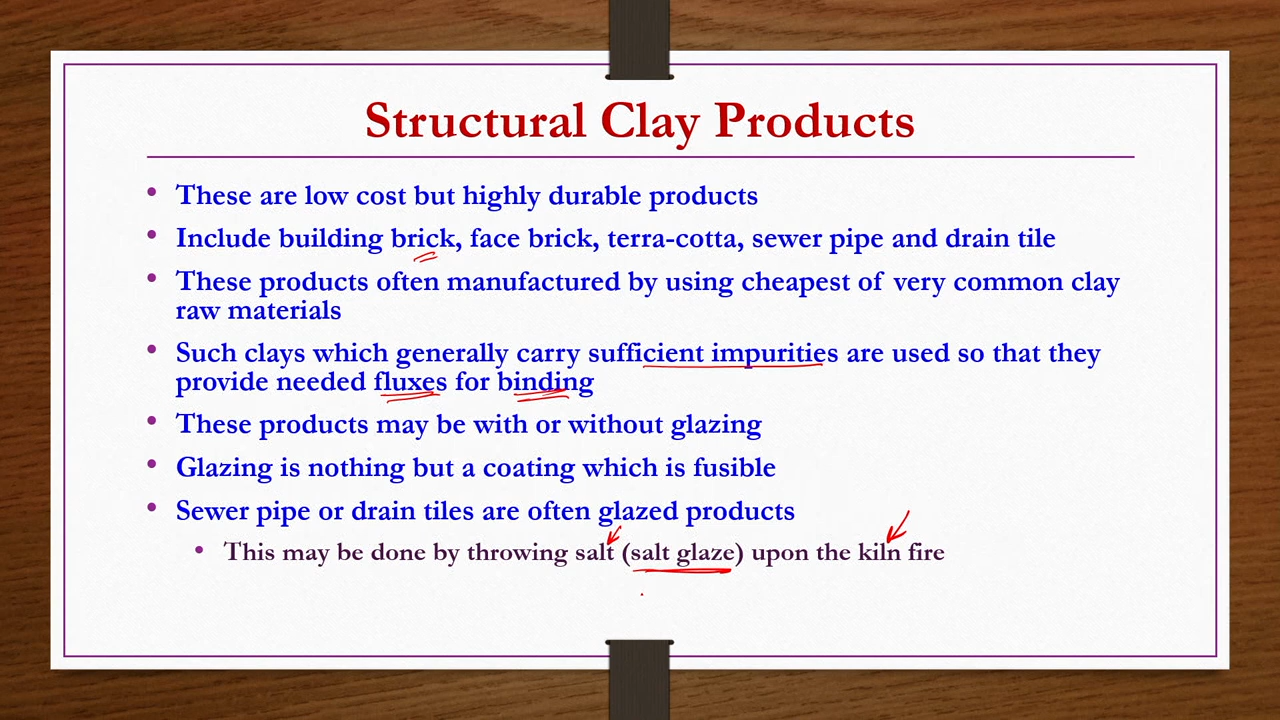 Structural Clay Products
• These are low cost but highly durable products
• Include building brick, face brick, terra-cotta, sewer pipe and drain tile
• These products often manufactured by using cheapest of very common clay
raw materials
• Such clays which generally carry sufficient impurities are used so that they
provide needed fluxes for binding
• These products may be with or without glazing
• Glazing is nothing but a coating which is fusible
• Sewer pipe or drain tiles are often glazed products
• This may be done by throwing salt (salt glaze) upon the kiln fire